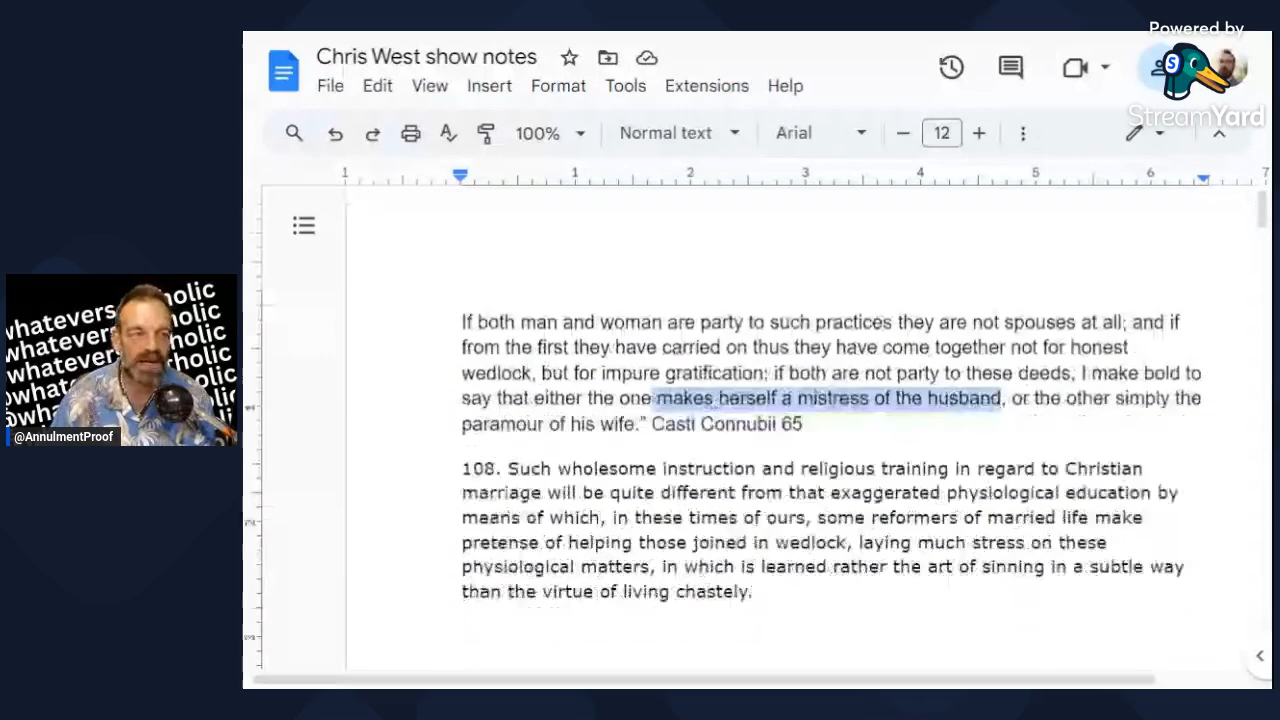 Powered by
StreamYard
Chris West show notes
File Edit View Insert Format Tools Extensions Help
100% Normal text Arial 12
1 1 2 3 4 5 6 7
If both man and woman are party to such practices they are not spouses at all; and if
from the first they have carried on thus they have come together not for honest
wedlock, but for impure gratification; if both are not party to these deeds, I make bold to
say that either the one makes herself a mistress of the husband, or the other simply the
paramour of his wife." Casti Connubii 65
108. Such wholesome instruction and religious training in regard to Christian
marriage will be quite different from that exaggerated physiological education by
means of which, in these times of ours, some reformers of married life make
pretense of helping those joined in wedlock, laying much stress on these
physiological matters, in which is learned rather the art of sinning in a subtle way
than the virtue of living chastely.
whatevers holic
whatevers holic
whatever holic
whatev holic
@whate
@AnnulmentProof